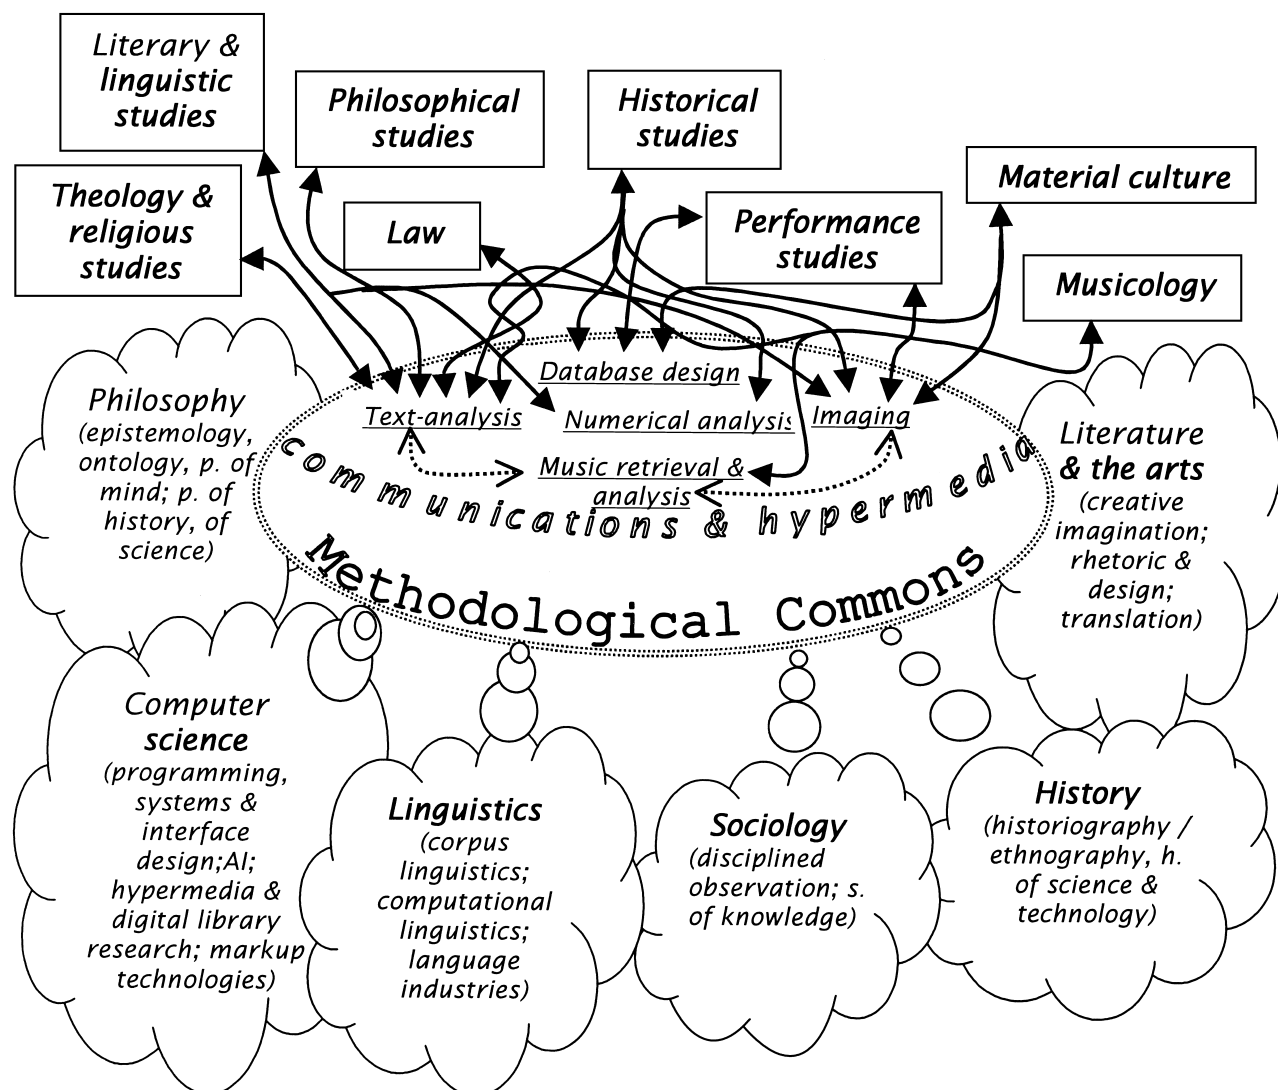 Literary &
linguistic
studies
Philosophical
studies
Historical
studies
Material culture
Theology &
religious
studies
Law
Performance
studies
Musicology
Database design
Text-analysis
Numerical analysis
Imaging
Music retrieval &
analysis
communications & hypermedia
Methodological Commons
Philosophy
(epistemology,
ontology, p. of
mind; p. of
history, of
science)
Literature
& the arts
(creative
imagination;
rhetoric &
design;
translation)
Computer
science
(programming,
systems &
interface
design;AI;
hypermedia &
digital library
research; markup
technologies)
Linguistics
(corpus
linguistics;
computational
linguistics;
language
industries)
Sociology
(disciplined
observation; s.
of knowledge)
History
(historiography /
ethnography, h.
of science &
technology)